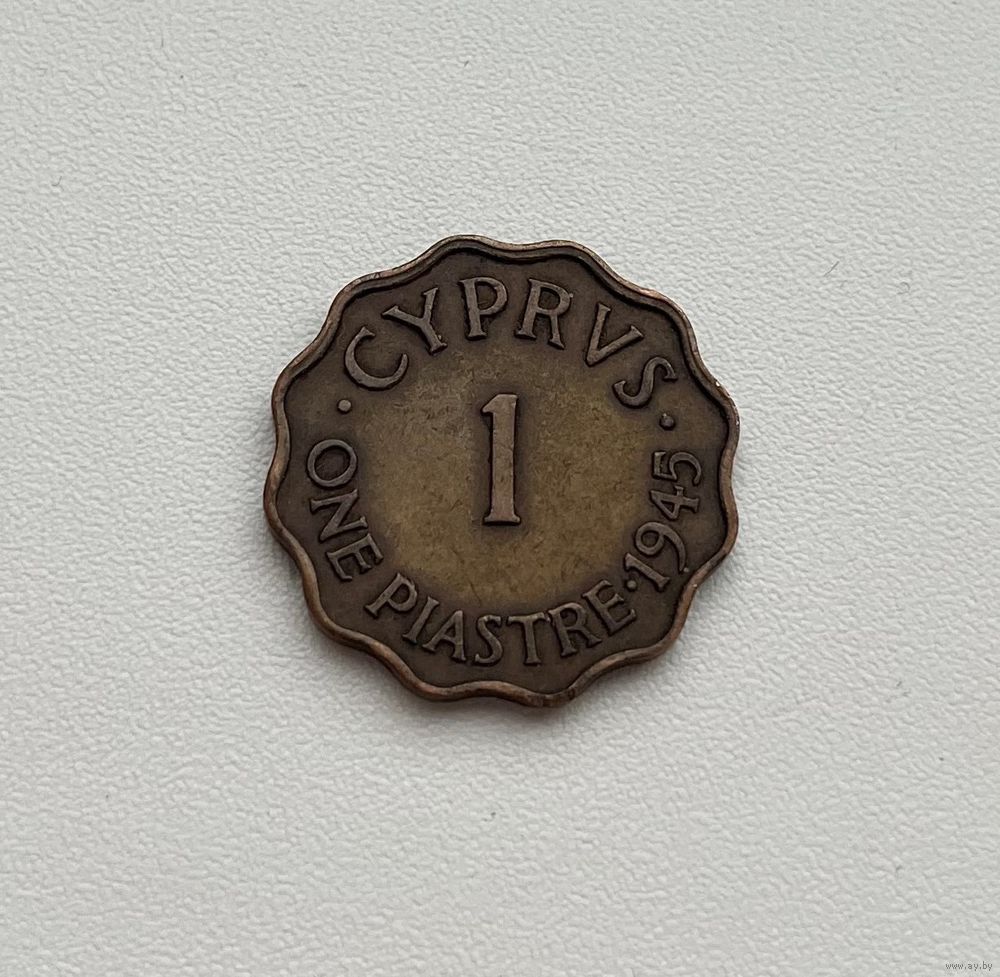 · CYPRVS ·
1
ONE PIASTRE · 1945
www.ay.by